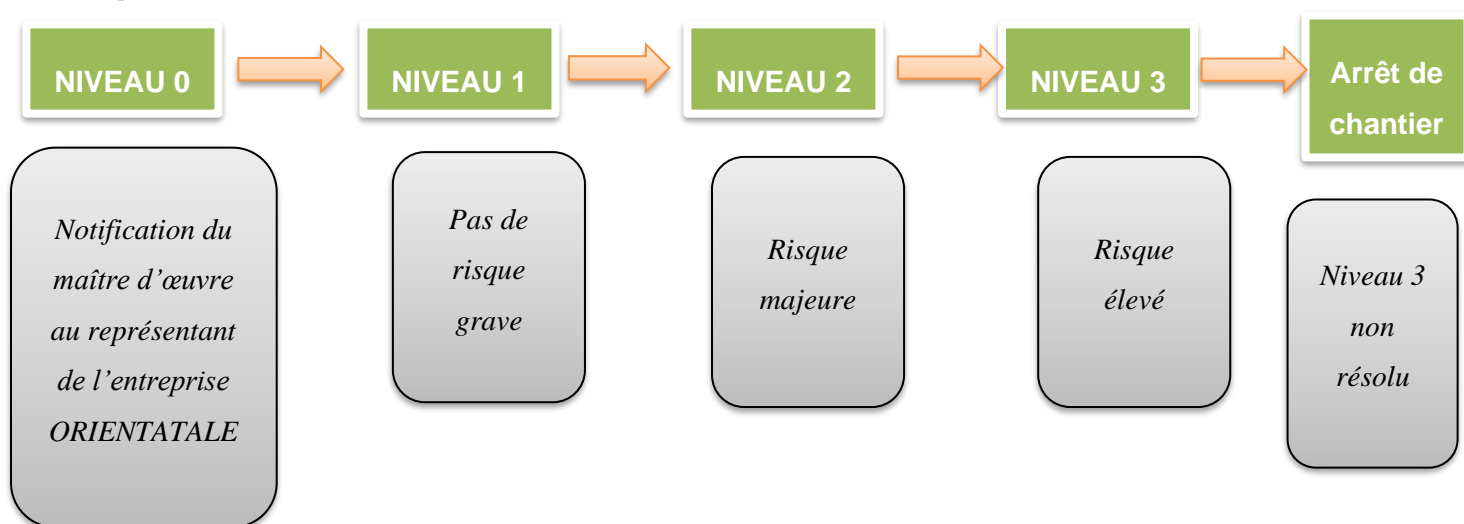 NIVEAU 0
NIVEAU 1
NIVEAU 2
NIVEAU 3
Arrêt de
chantier
Notification du
maître d’œuvre
au représentant
de l’entreprise
ORIENTATALE
Pas de
risque
grave
Risque
majeure
Risque
élevé
Niveau 3
non
résolu